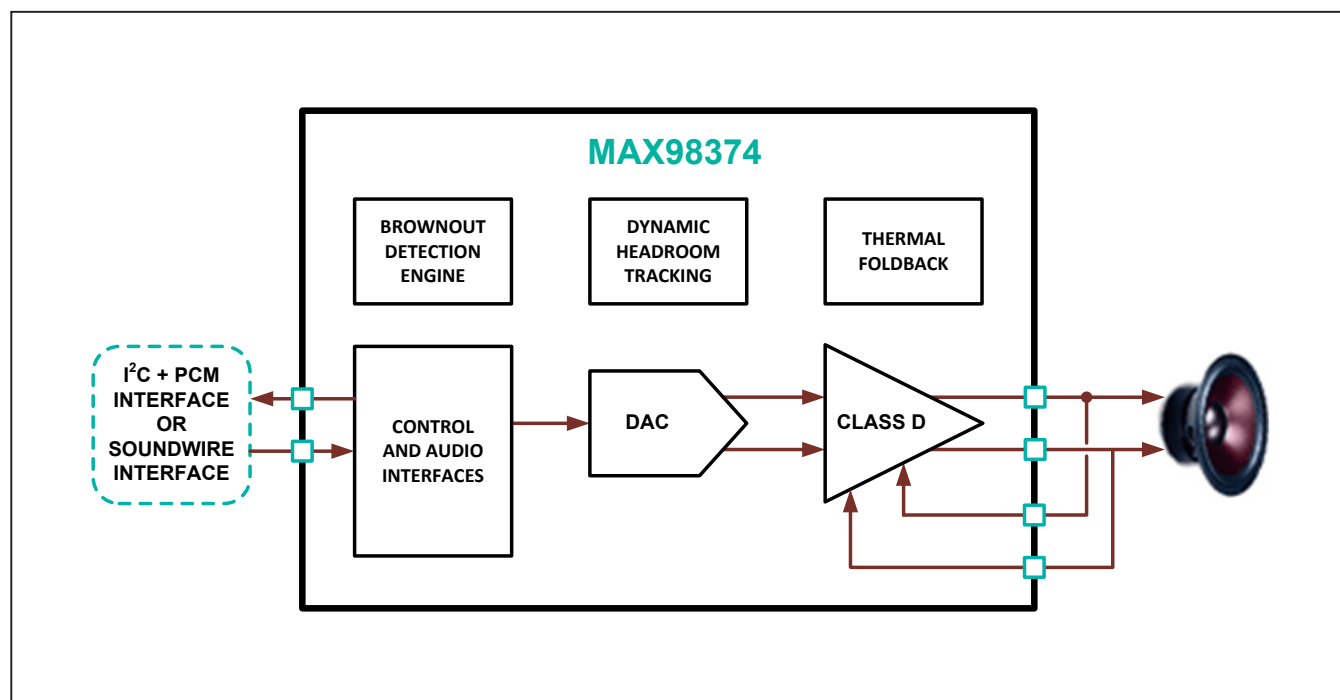 MAX98374
BROWNOUT
DETECTION
ENGINE
DYNAMIC
HEADROOM
TRACKING
THERMAL
FOLDBACK
I²C + PCM
INTERFACE
OR
SOUNDWIRE
INTERFACE
CONTROL
AND AUDIO
INTERFACES
DAC
CLASS D